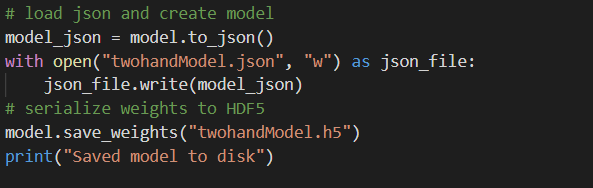 # load json and create model
model_json = model.to_json()
with open("twohandModel.json", "w") as json_file:
    json_file.write(model_json)
# serialize weights to HDF5
model.save_weights("twohandModel.h5")
print("Saved model to disk")